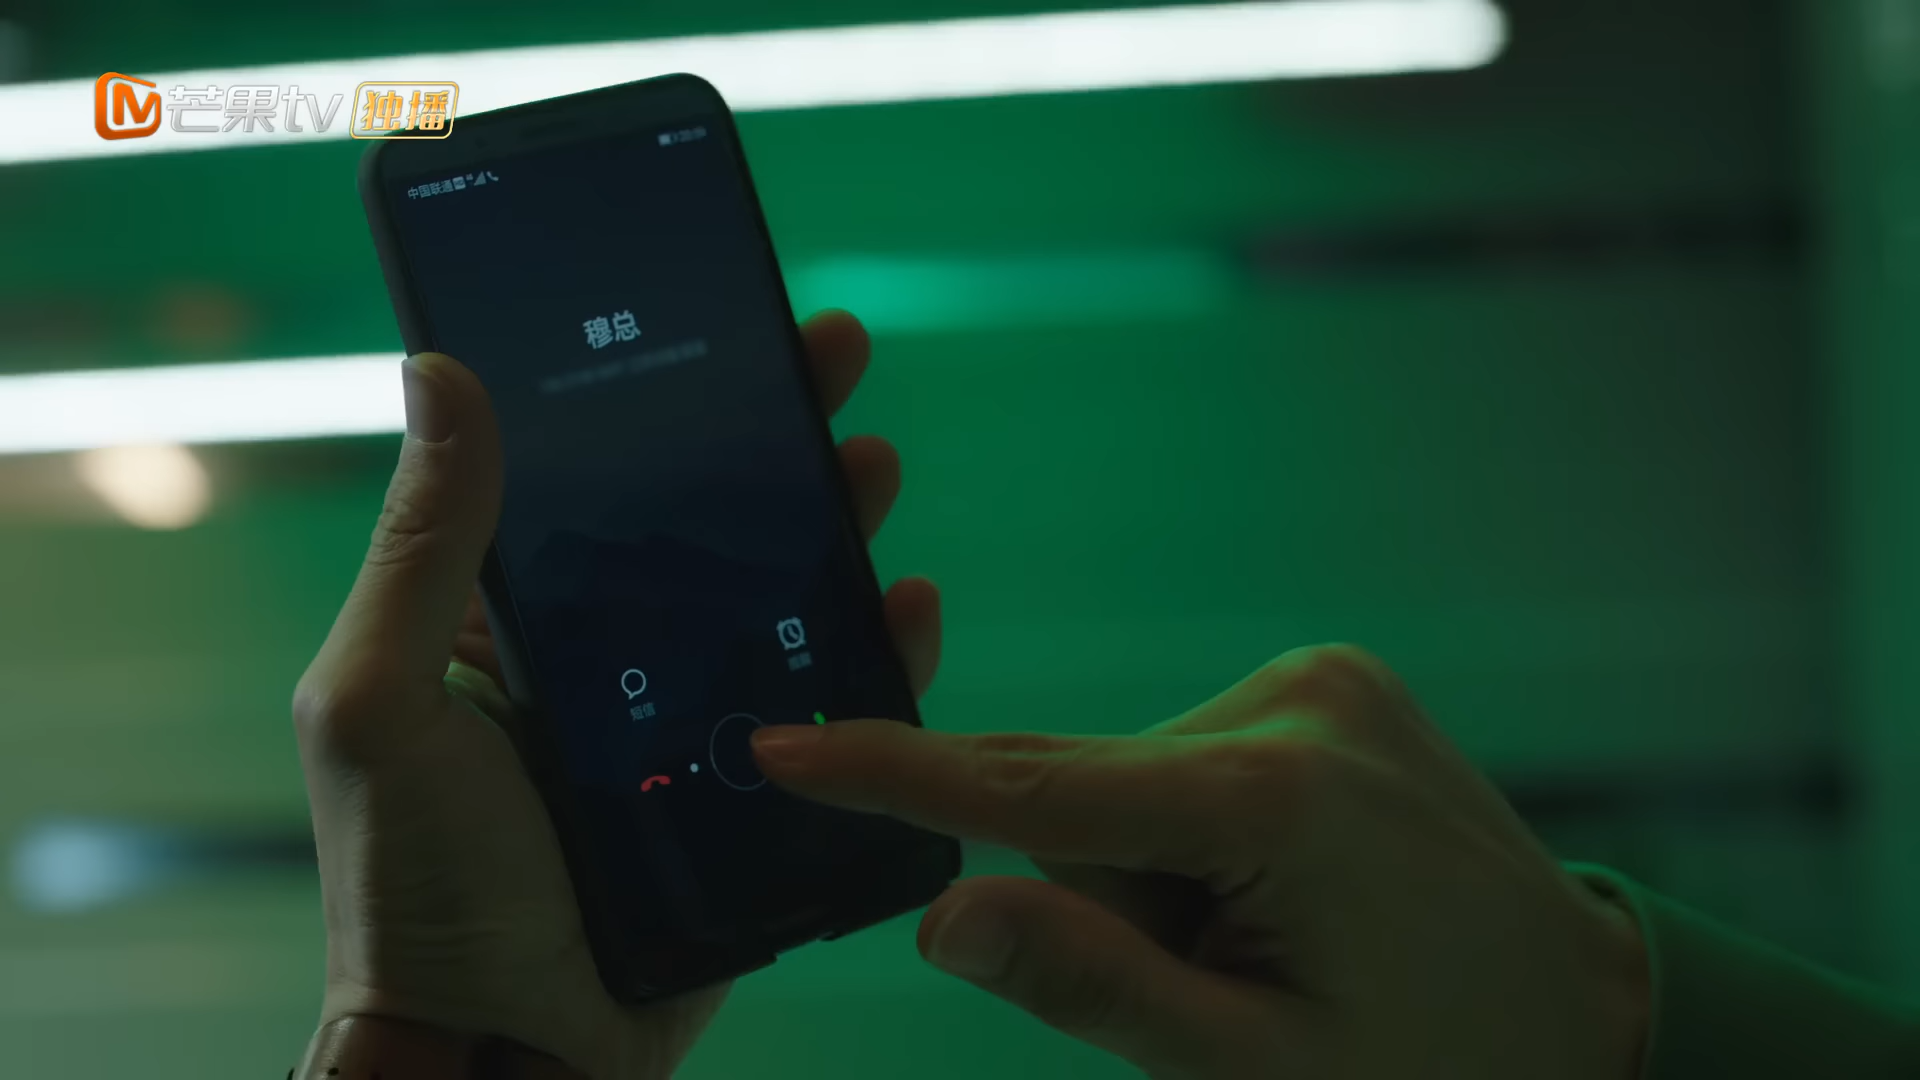 芒果tv 独播
中国联通
穆总
短信
提醒